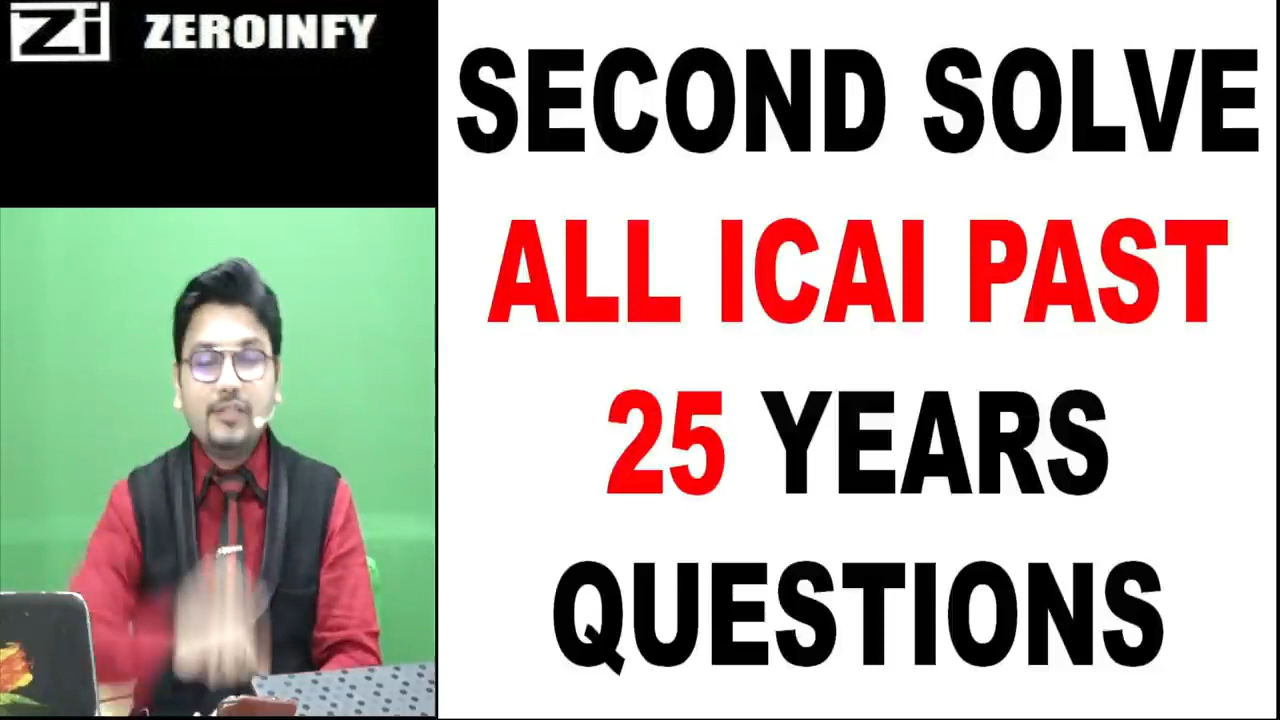 Zi ZEROINFY
SECOND SOLVE
ALL ICAI PAST
25 YEARS
QUESTIONS